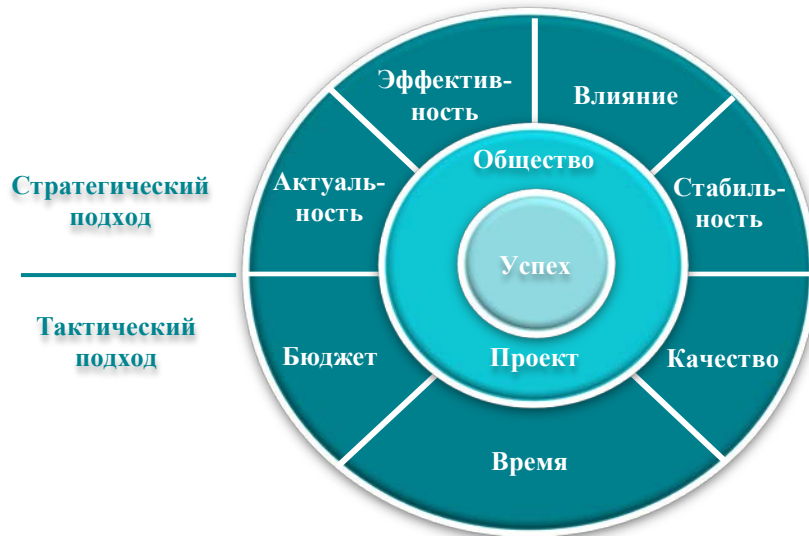 Эффектив-
ность
Влияние
Общество
Актуаль-
ность
Стабиль-
ность
Стратегический
подход
Успех
Тактический
подход
Бюджет
Проект
Качество
Время